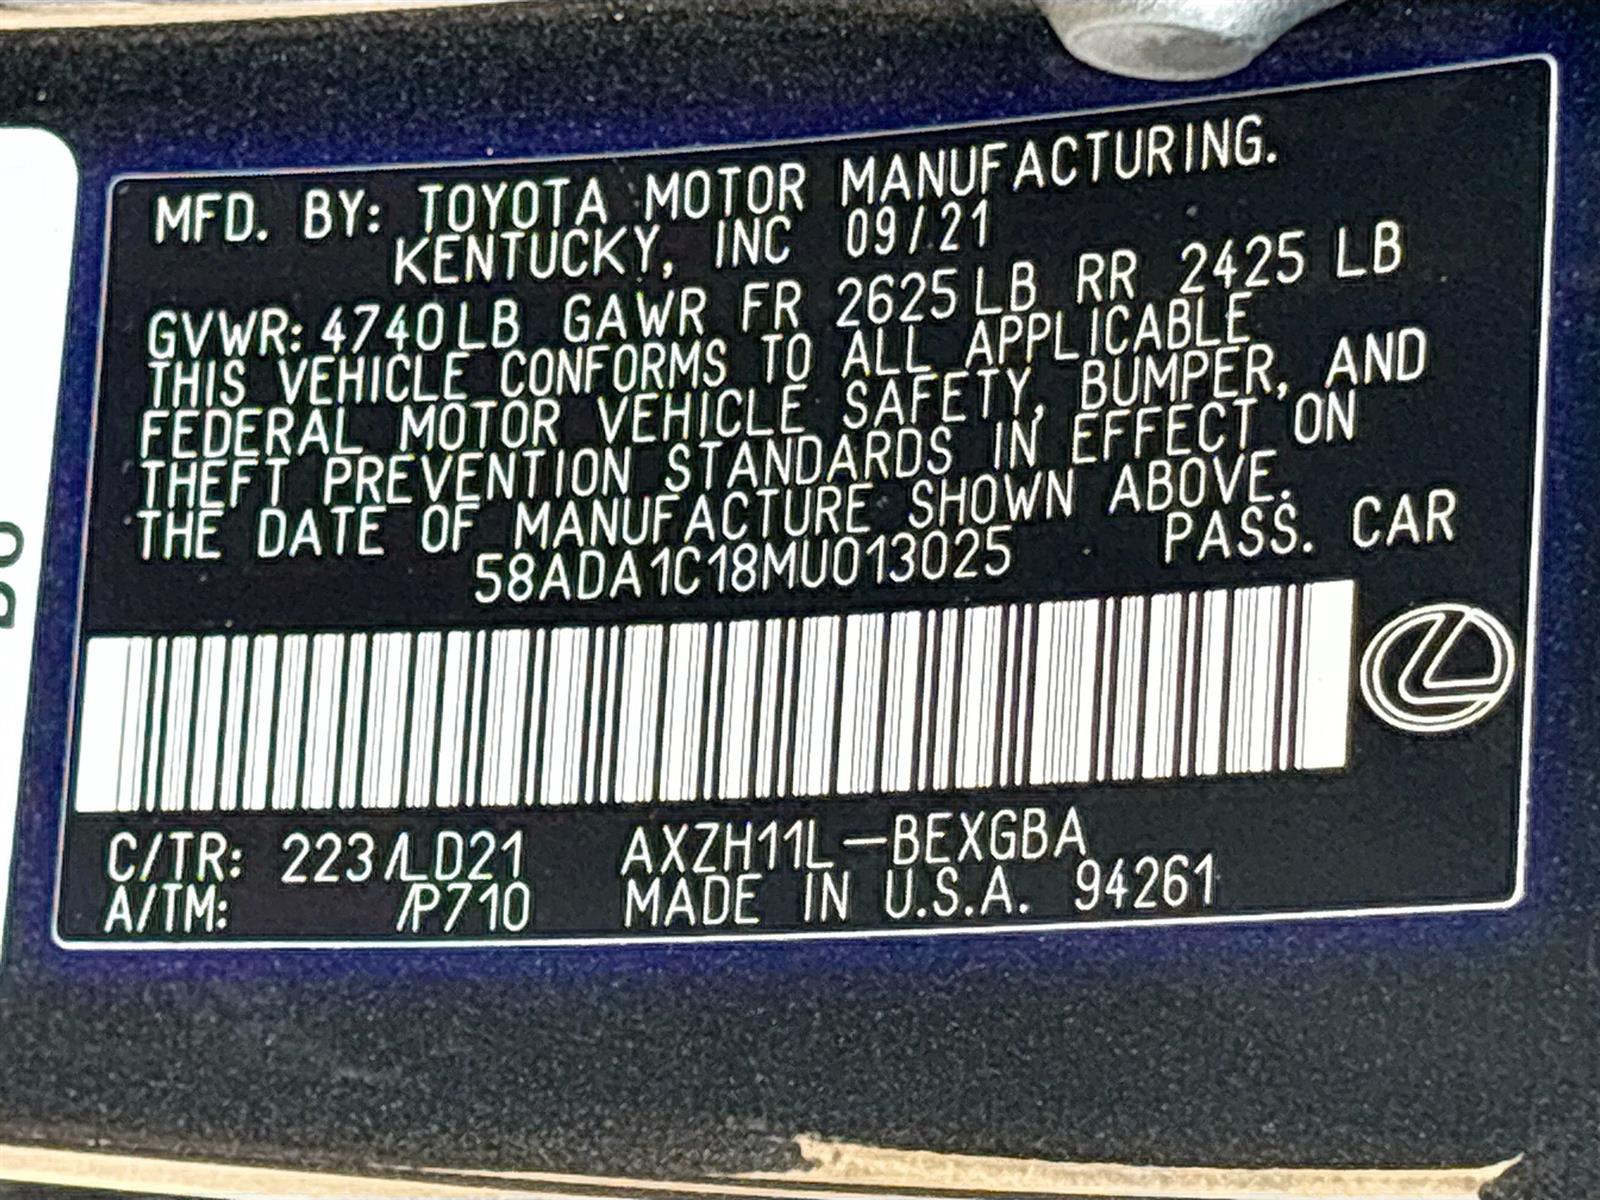 MFD. BY: TOYOTA MOTOR MANUFACTURING.
KENTUCKY, INC 09/21
GVWR: 4740LB GAWR FR 2625LB RR 2425 LB
THIS VEHICLE CONFORMS TO ALL APPLICABLE
FEDERAL MOTOR VEHICLE SAFETY, BUMPER, AND
THEFT PREVENTION STANDARDS IN EFFECT ON
THE DATE OF MANUFACTURE SHOWN ABOVE.
58ADA1C18MU013025 PASS. CAR
C/TR: 223/LD21 AXZH11L-BEXGBA
A/TM: /P710 MADE IN U.S.A. 94261